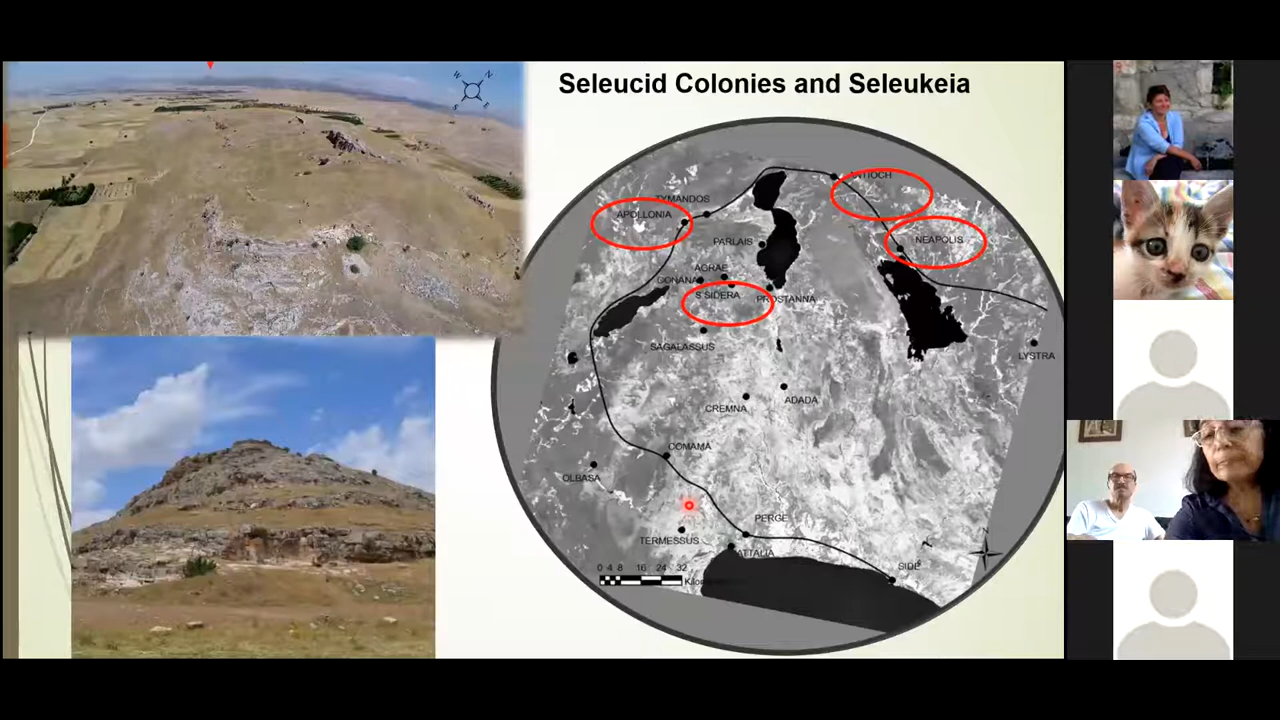 Seleucid Colonies and Seleukeia
N
N
S
E
TYMANDOS
APOLLONIA
ANTIOCH
NEAPOLIS
PARLAIS
AGRAE
CONANA
S SIDERA
PROSTANNA
SAGALASSUS
LYSTRA
CREMNA
ADADA
COMAMA
OLBASA
PERGE
TERMESSUS
ATTALIA
SIDE
N
0 4 8 16 24 32